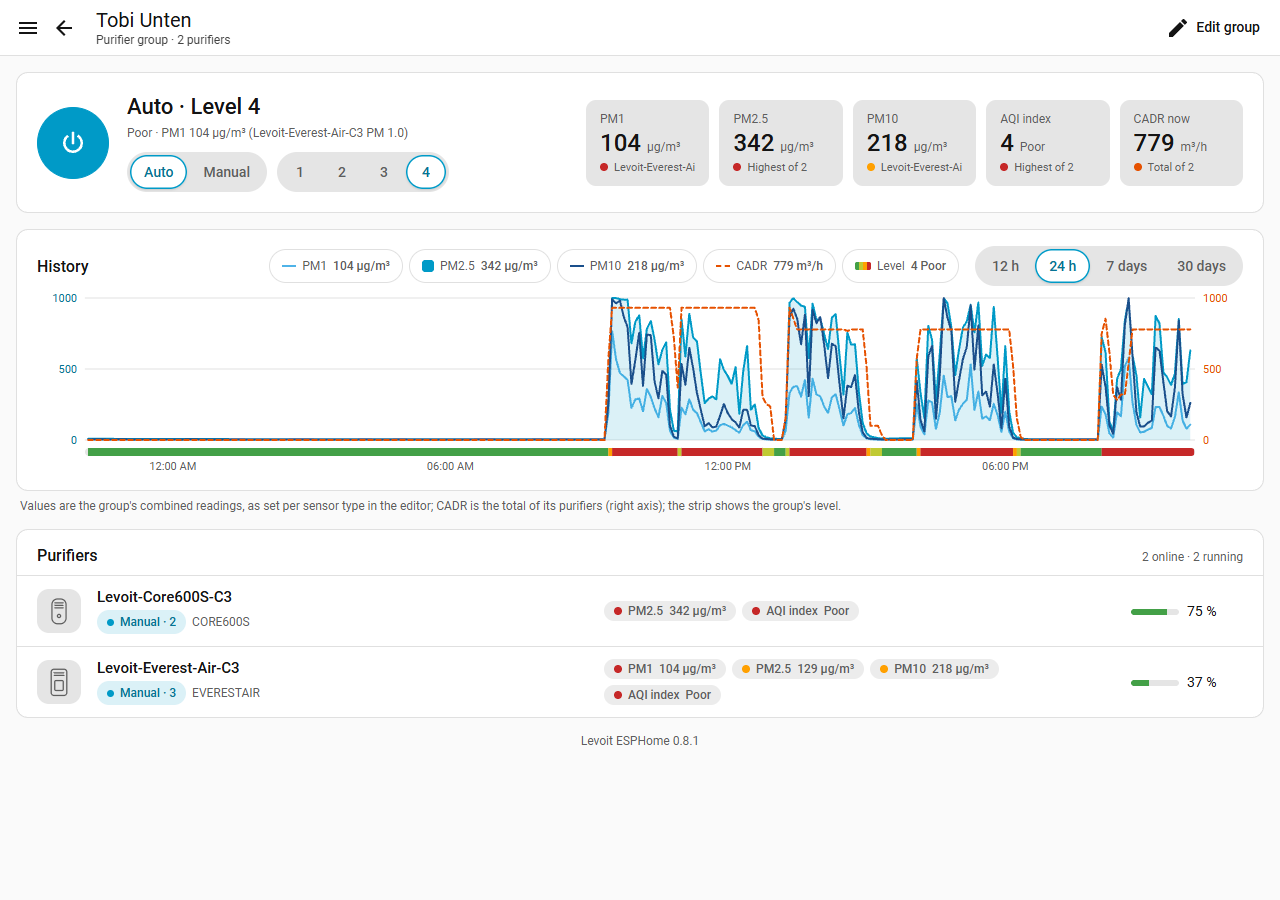 Tobi Unten
Purifier group · 2 purifiers
Edit group
Auto · Level 4
Poor · PM1 104 µg/m³ (Levoit-Everest-Air-C3 PM 1.0)
Auto Manual 1 2 3 4
PM1
104 µg/m³
Levoit-Everest-Ai
PM2.5
342 µg/m³
Highest of 2
PM10
218 µg/m³
Levoit-Everest-Ai
AQI index
4 Poor
Highest of 2
CADR now
779 m³/h
Total of 2
History
PM1 104 µg/m³ PM2.5 342 µg/m³ PM10 218 µg/m³ CADR 779 m³/h Level 4 Poor
12 h 24 h 7 days 30 days
1000 1000
500 500
0 0
12:00 AM 06:00 AM 12:00 PM 06:00 PM
Values are the group's combined readings, as set per sensor type in the editor; CADR is the total of its purifiers (right axis); the strip shows the group's level.
Purifiers
2 online · 2 running
Levoit-Core600S-C3
Manual · 2 CORE600S
PM2.5 342 µg/m³ AQI index Poor
75 %
Levoit-Everest-Air-C3
Manual · 3 EVERESTAIR
PM1 104 µg/m³ PM2.5 129 µg/m³ PM10 218 µg/m³
AQI index Poor
37 %
Levoit ESPHome 0.8.1